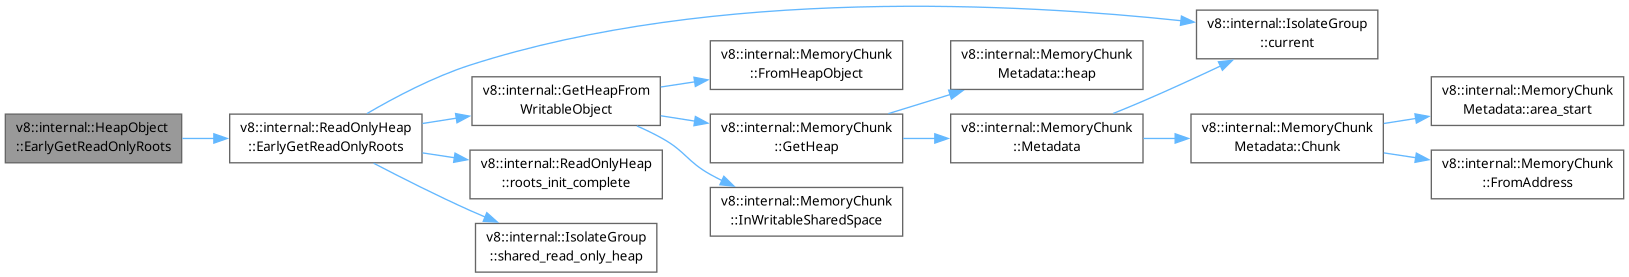 v8::internal::HeapObject
::EarlyGetReadOnlyRoots
v8::internal::ReadOnlyHeap
::EarlyGetReadOnlyRoots
v8::internal::GetHeapFrom
WritableObject
v8::internal::ReadOnlyHeap
::roots_init_complete
v8::internal::IsolateGroup
::shared_read_only_heap
v8::internal::MemoryChunk
::FromHeapObject
v8::internal::MemoryChunk
::GetHeap
v8::internal::MemoryChunk
::InWritableSharedSpace
v8::internal::MemoryChunk
Metadata::heap
v8::internal::MemoryChunk
::Metadata
v8::internal::IsolateGroup
::current
v8::internal::MemoryChunk
Metadata::Chunk
v8::internal::MemoryChunk
Metadata::area_start
v8::internal::MemoryChunk
::FromAddress